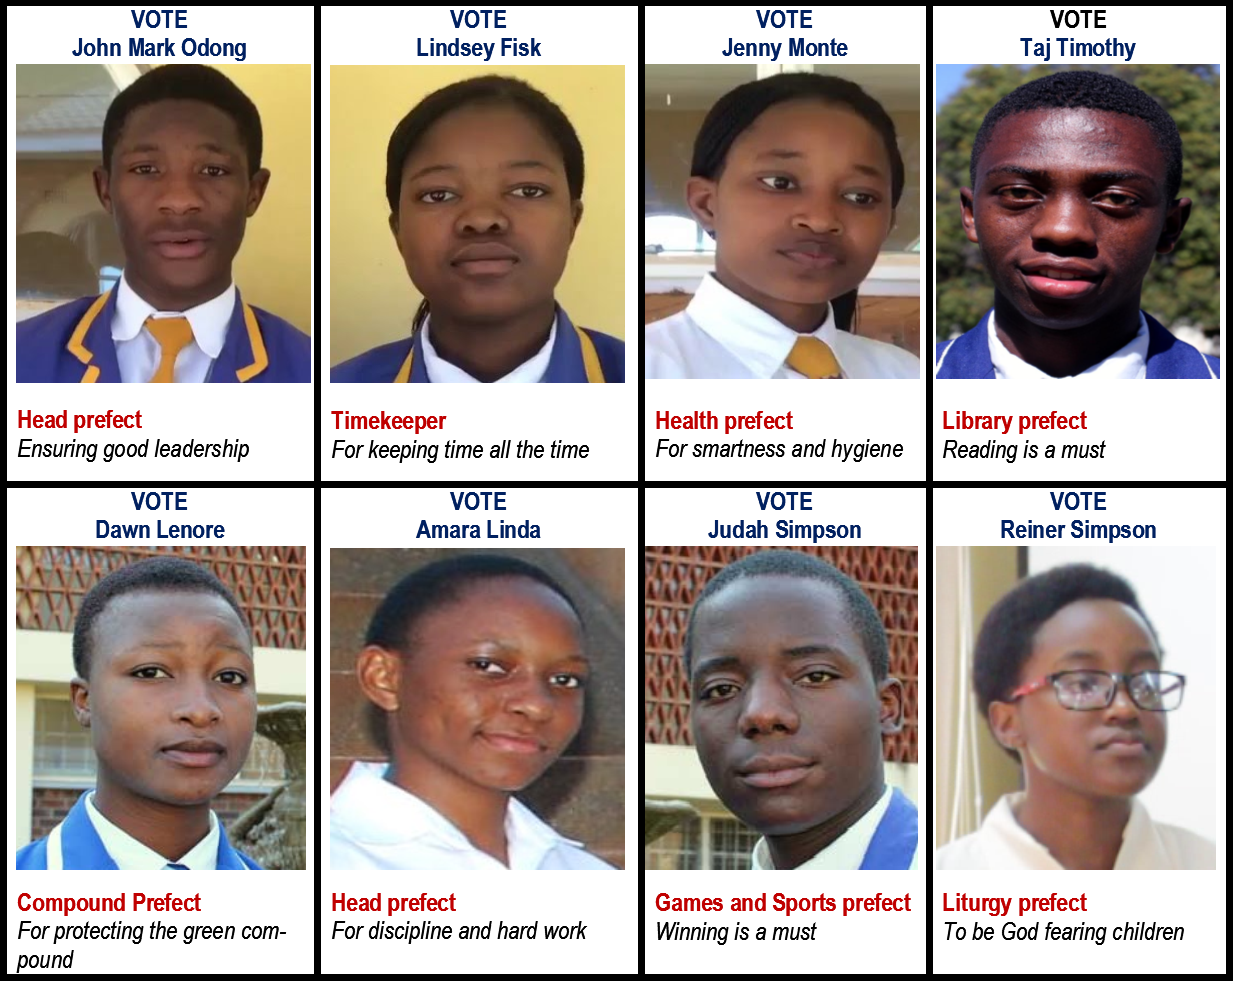 VOTE
John Mark Odong
Head prefect
Ensuring good leadership
VOTE
Lindsey Fisk
Timekeeper
For keeping time all the time
VOTE
Jenny Monte
Health prefect
For smartness and hygiene
VOTE
Taj Timothy
Library prefect
Reading is a must
VOTE
Dawn Lenore
Compound Prefect
For protecting the green com-
pound
VOTE
Amara Linda
Head prefect
For discipline and hard work
VOTE
Judah Simpson
Games and Sports prefect
Winning is a must
VOTE
Reiner Simpson
Liturgy prefect
To be God fearing children